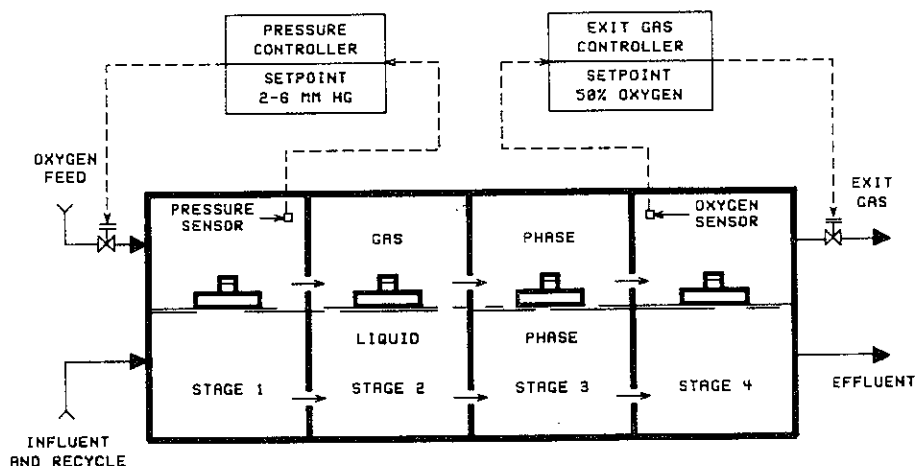 PRESSURE
CONTROLLER
SETPOINT
2-6 MM HG
EXIT GAS
CONTROLLER
SETPOINT
50% OXYGEN
OXYGEN
FEED
PRESSURE
SENSOR
GAS
PHASE
OXYGEN
SENSOR
EXIT
GAS
LIQUID
PHASE
STAGE 1
STAGE 2
STAGE 3
STAGE 4
EFFLUENT
INFLUENT
AND RECYCLE